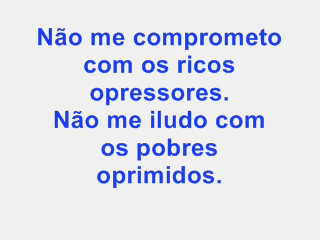 Não me comprometo
com os ricos
opressores.
Não me iludo com
os pobres
oprimidos.